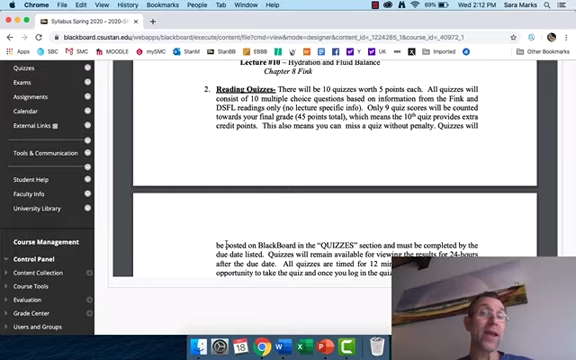 Chrome File Edit View History Bookmarks People Tab Window Help
69% Wed 2:12 PM
Syllabus Spring 2020 – 2020-S
blackboard.csustan.edu/webapps/blackboard/execute/content/file?cmd=view&mode=designer&content_id=_1224285_1&course_id=_40972_1
Apps SBC SMC MOODLE mySMC Stan StanBB EBBB Imported Other Bookmarks
Quizzes
Exams
Assignments
Calendar
External Links
Tools & Communication
Student Help
Faculty Info
University Library
Course Management
Control Panel
Content Collection
Course Tools
Evaluation
Grade Center
Users and Groups
Lecture #10 – Hydration and Fluid Balance
Chapter 8 Fink
2. Reading Quizzes- There will be 10 quizzes worth 5 points each. All quizzes will
consist of 10 multiple choice questions based on information from the Fink and
DSFL readings only (no lecture specific info). Only 9 quiz scores will be counted
towards your final grade (45 points total), which means the 10th quiz provides extra
credit points. This also means you can miss a quiz without penalty. Quizzes will
be posted on BlackBoard in the “QUIZZES” section and must be completed by the
due date listed. Quizzes will remain available for viewing the results for 24-hours
after the due date. All quizzes are timed for 12
opportunity to take the quiz and once you log in the
18